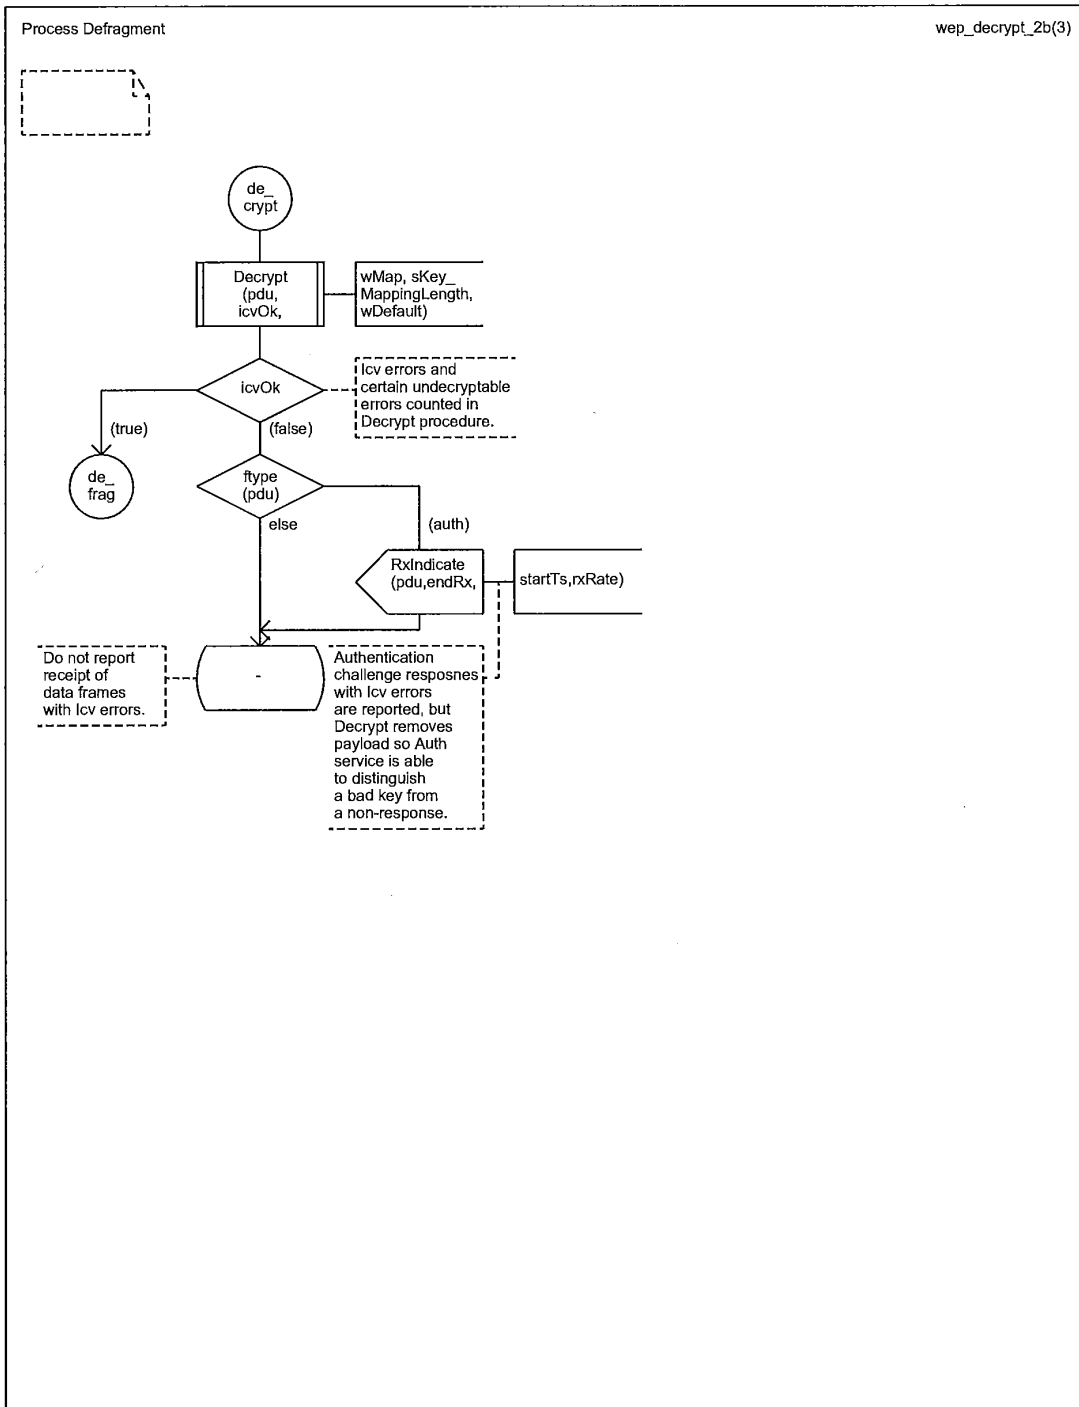 Process Defragment
wep_decrypt_2b(3)
de_
crypt
Decrypt
(pdu,
icvOk,
wMap, sKey_
MappingLength,
wDefault)
icvOk
Icv errors and
certain undecryptable
errors counted in
Decrypt procedure.
(true)
(false)
de_
frag
ftype
(pdu)
else
(auth)
RxIndicate
(pdu,endRx,
startTs,rxRate)
Do not report
receipt of
data frames
with Icv errors.
-
Authentication
challenge resposnes
with Icv errors
are reported, but
Decrypt removes
payload so Auth
service is able
to distinguish
a bad key from
a non-response.